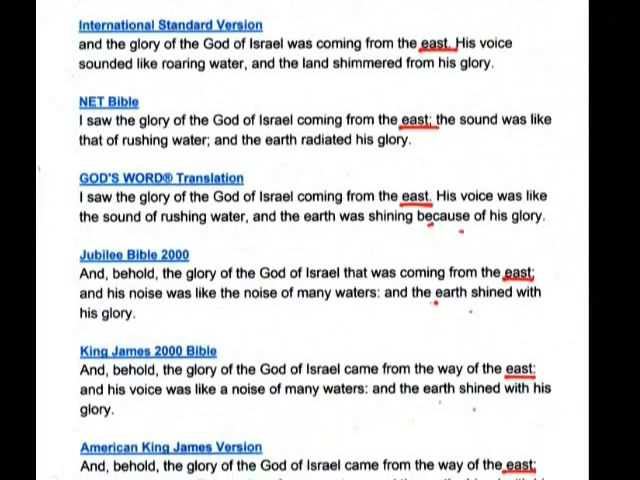 International Standard Version
and the glory of the God of Israel was coming from the east. His voice
sounded like roaring water, and the land shimmered from his glory.
NET Bible
I saw the glory of the God of Israel coming from the east; the sound was like
that of rushing water; and the earth radiated his glory.
GOD'S WORD® Translation
I saw the glory of the God of Israel coming from the east. His voice was like
the sound of rushing water, and the earth was shining because of his glory.
Jubilee Bible 2000
And, behold, the glory of the God of Israel that was coming from the east;
and his noise was like the noise of many waters: and the earth shined with
his glory.
King James 2000 Bible
And, behold, the glory of the God of Israel came from the way of the east:
and his voice was like a noise of many waters: and the earth shined with his
glory.
American King James Version
And, behold, the glory of the God of Israel came from the way of the east: